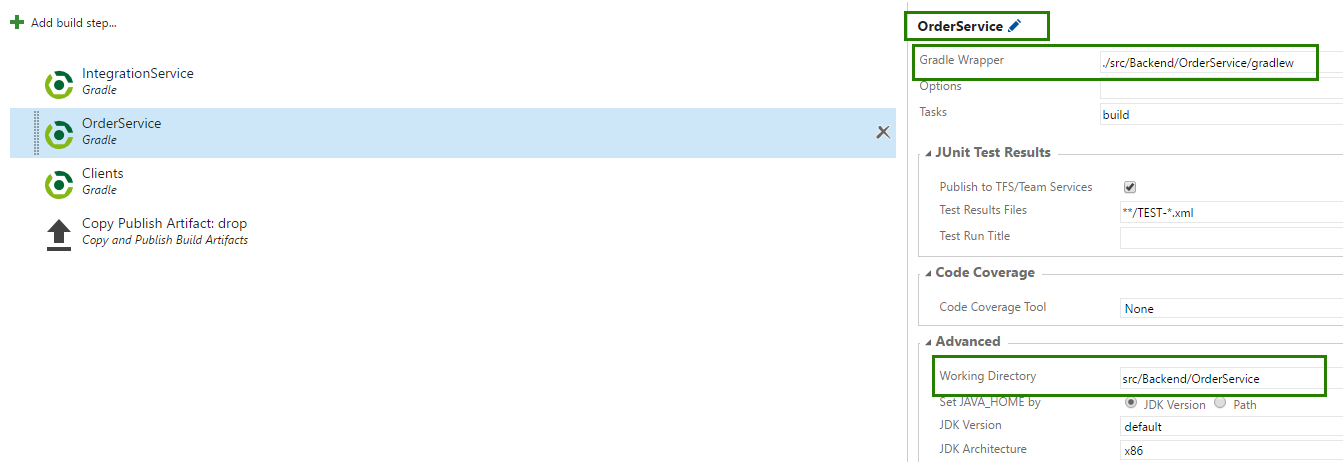 Add build step...
IntegrationService
Gradle
OrderService
Gradle
Clients
Gradle
Copy Publish Artifact: drop
Copy and Publish Build Artifacts
OrderService
Gradle Wrapper ./src/Backend/OrderService/gradlew
Options
Tasks build
JUnit Test Results
Publish to TFS/Team Services
Test Results Files **/TEST-*.xml
Test Run Title
Code Coverage
Code Coverage Tool None
Advanced
Working Directory src/Backend/OrderService
Set JAVA_HOME by JDK Version Path
JDK Version default
JDK Architecture x86